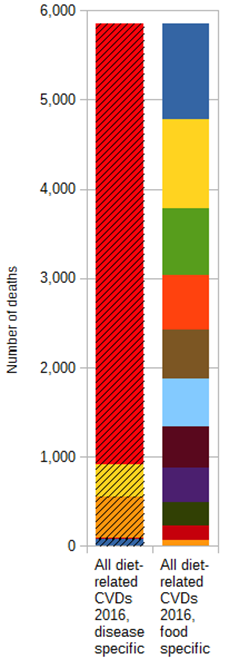 6,000
5,000
4,000
3,000
2,000
1,000
0
Number of deaths
All diet-
related
CVDs
2016,
disease
specific
All diet-
related
CVDs
2016,
food
specific